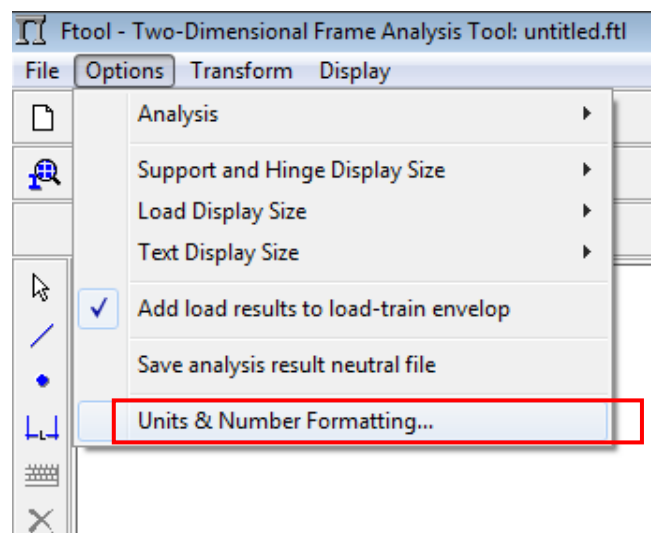 Ftool - Two-Dimensional Frame Analysis Tool: untitled.ftl
File Options Transform Display
Analysis
Support and Hinge Display Size
Load Display Size
Text Display Size
Add load results to load-train envelop
Save analysis result neutral file
Units & Number Formatting...
L